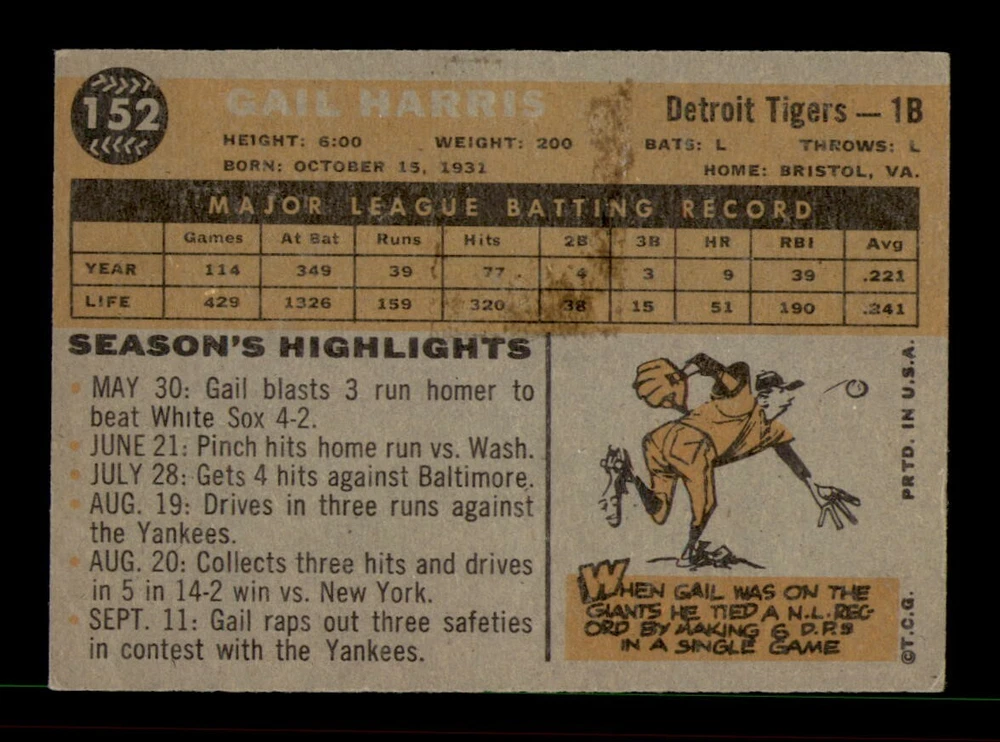 152
GAIL HARRIS
Detroit Tigers — 1B
HEIGHT: 6:00 WEIGHT: 200 BATS: L THROWS: L
BORN: OCTOBER 15, 1931 HOME: BRISTOL, VA.
MAJOR LEAGUE BATTING RECORD
Games At Bat Runs Hits 2B 3B HR RBI Avg
YEAR 114 349 39 77 4 3 9 39 .221
LIFE 429 1326 159 320 38 15 51 190 .241
SEASON'S HIGHLIGHTS
MAY 30: Gail blasts 3 run homer to
beat White Sox 4-2.
JUNE 21: Pinch hits home run vs. Wash.
JULY 28: Gets 4 hits against Baltimore.
AUG. 19: Drives in three runs against
the Yankees.
AUG. 20: Collects three hits and drives
in 5 in 14-2 win vs. New York.
SEPT. 11: Gail raps out three safeties
in contest with the Yankees.
WHEN GAIL WAS ON THE
GIANTS HE TIED A N.L. REC-
ORD BY MAKING 6 D.P.'S
IN A SINGLE GAME
©T.C.G. PRTD. IN U.S.A.